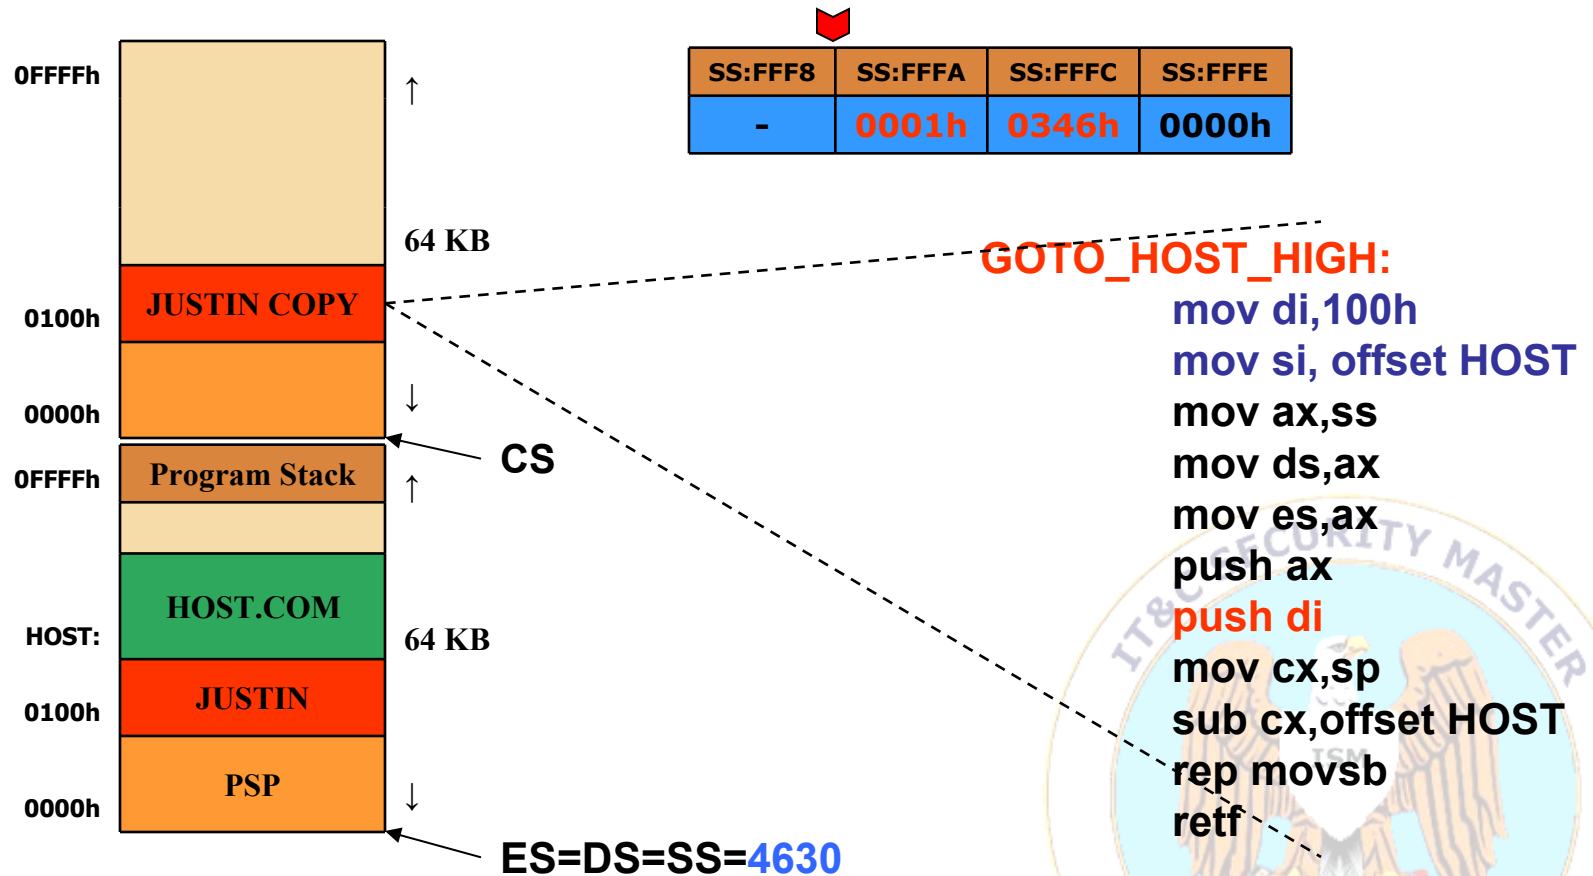 0FFFFh
↑
64 KB
JUSTIN COPY
0100h
0000h
↓
CS
0FFFFh
Program Stack
↑
HOST.COM
HOST:
64 KB
JUSTIN
0100h
PSP
0000h
↓
ES=DS=SS=4630
SS:FFF8 SS:FFFA SS:FFFC SS:FFFE
- 0001h 0346h 0000h
GOTO_HOST_HIGH:
mov di,100h
mov si, offset HOST
mov ax,ss
mov ds,ax
mov es,ax
push ax
push di
mov cx,sp
sub cx,offset HOST
rep movsb
retf
IT&C SECURITY MASTER
ISM